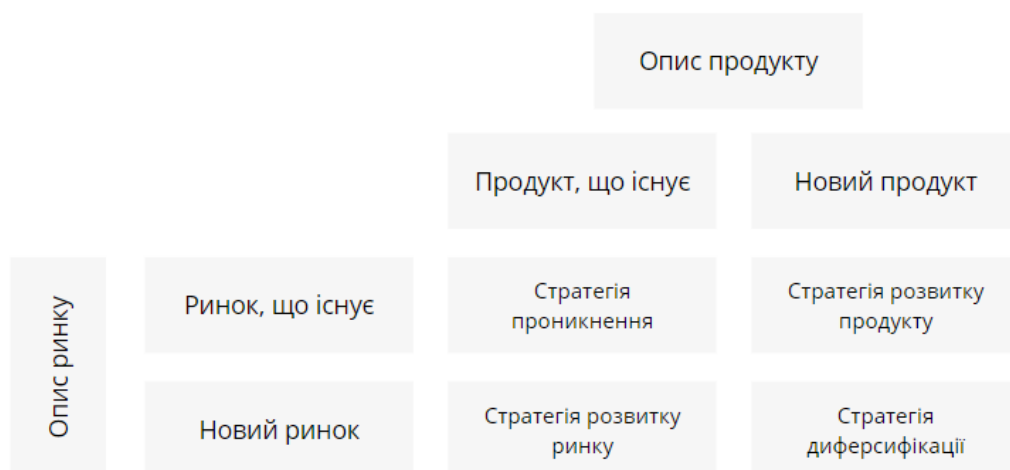 Опис продукту
Продукт, що існує
Новий продукт
Опис ринку
Ринок, що існує
Стратегія
проникнення
Стратегія розвитку
продукту
Новий ринок
Стратегія розвитку
ринку
Стратегія
диферсифікації